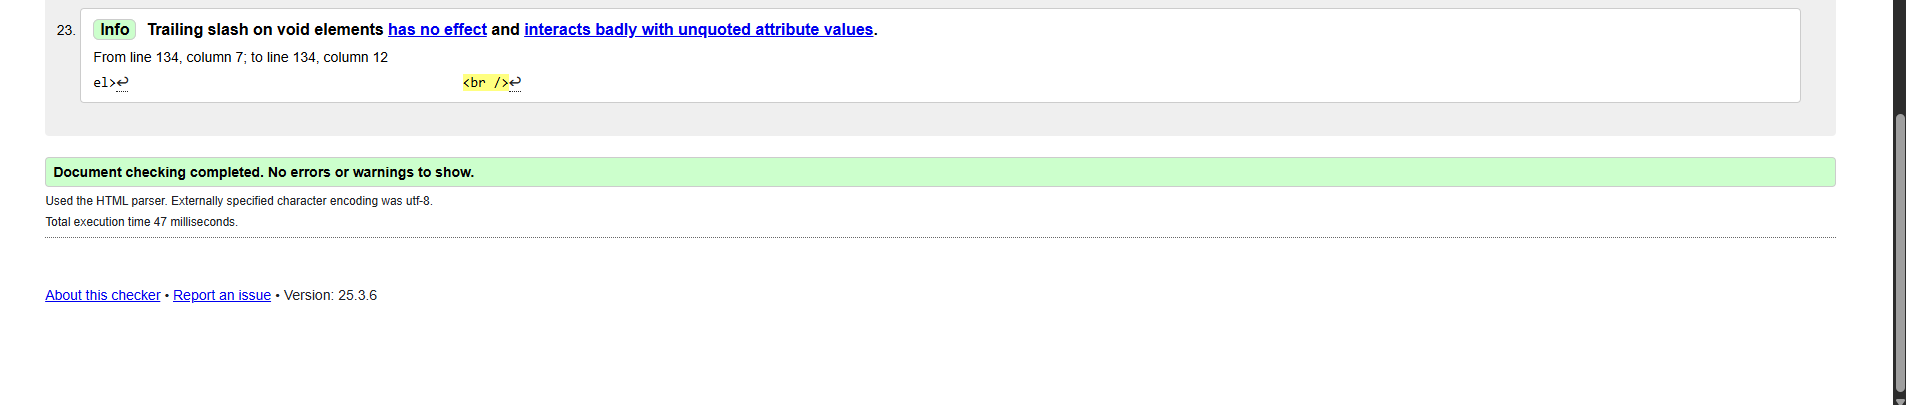 23. Info Trailing slash on void elements has no effect and interacts badly with unquoted attribute values.
From line 134, column 7; to line 134, column 12
el>↩ <br />↩
Document checking completed. No errors or warnings to show.
Used the HTML parser. Externally specified character encoding was utf-8.
Total execution time 47 milliseconds.
About this checker • Report an issue • Version: 25.3.6